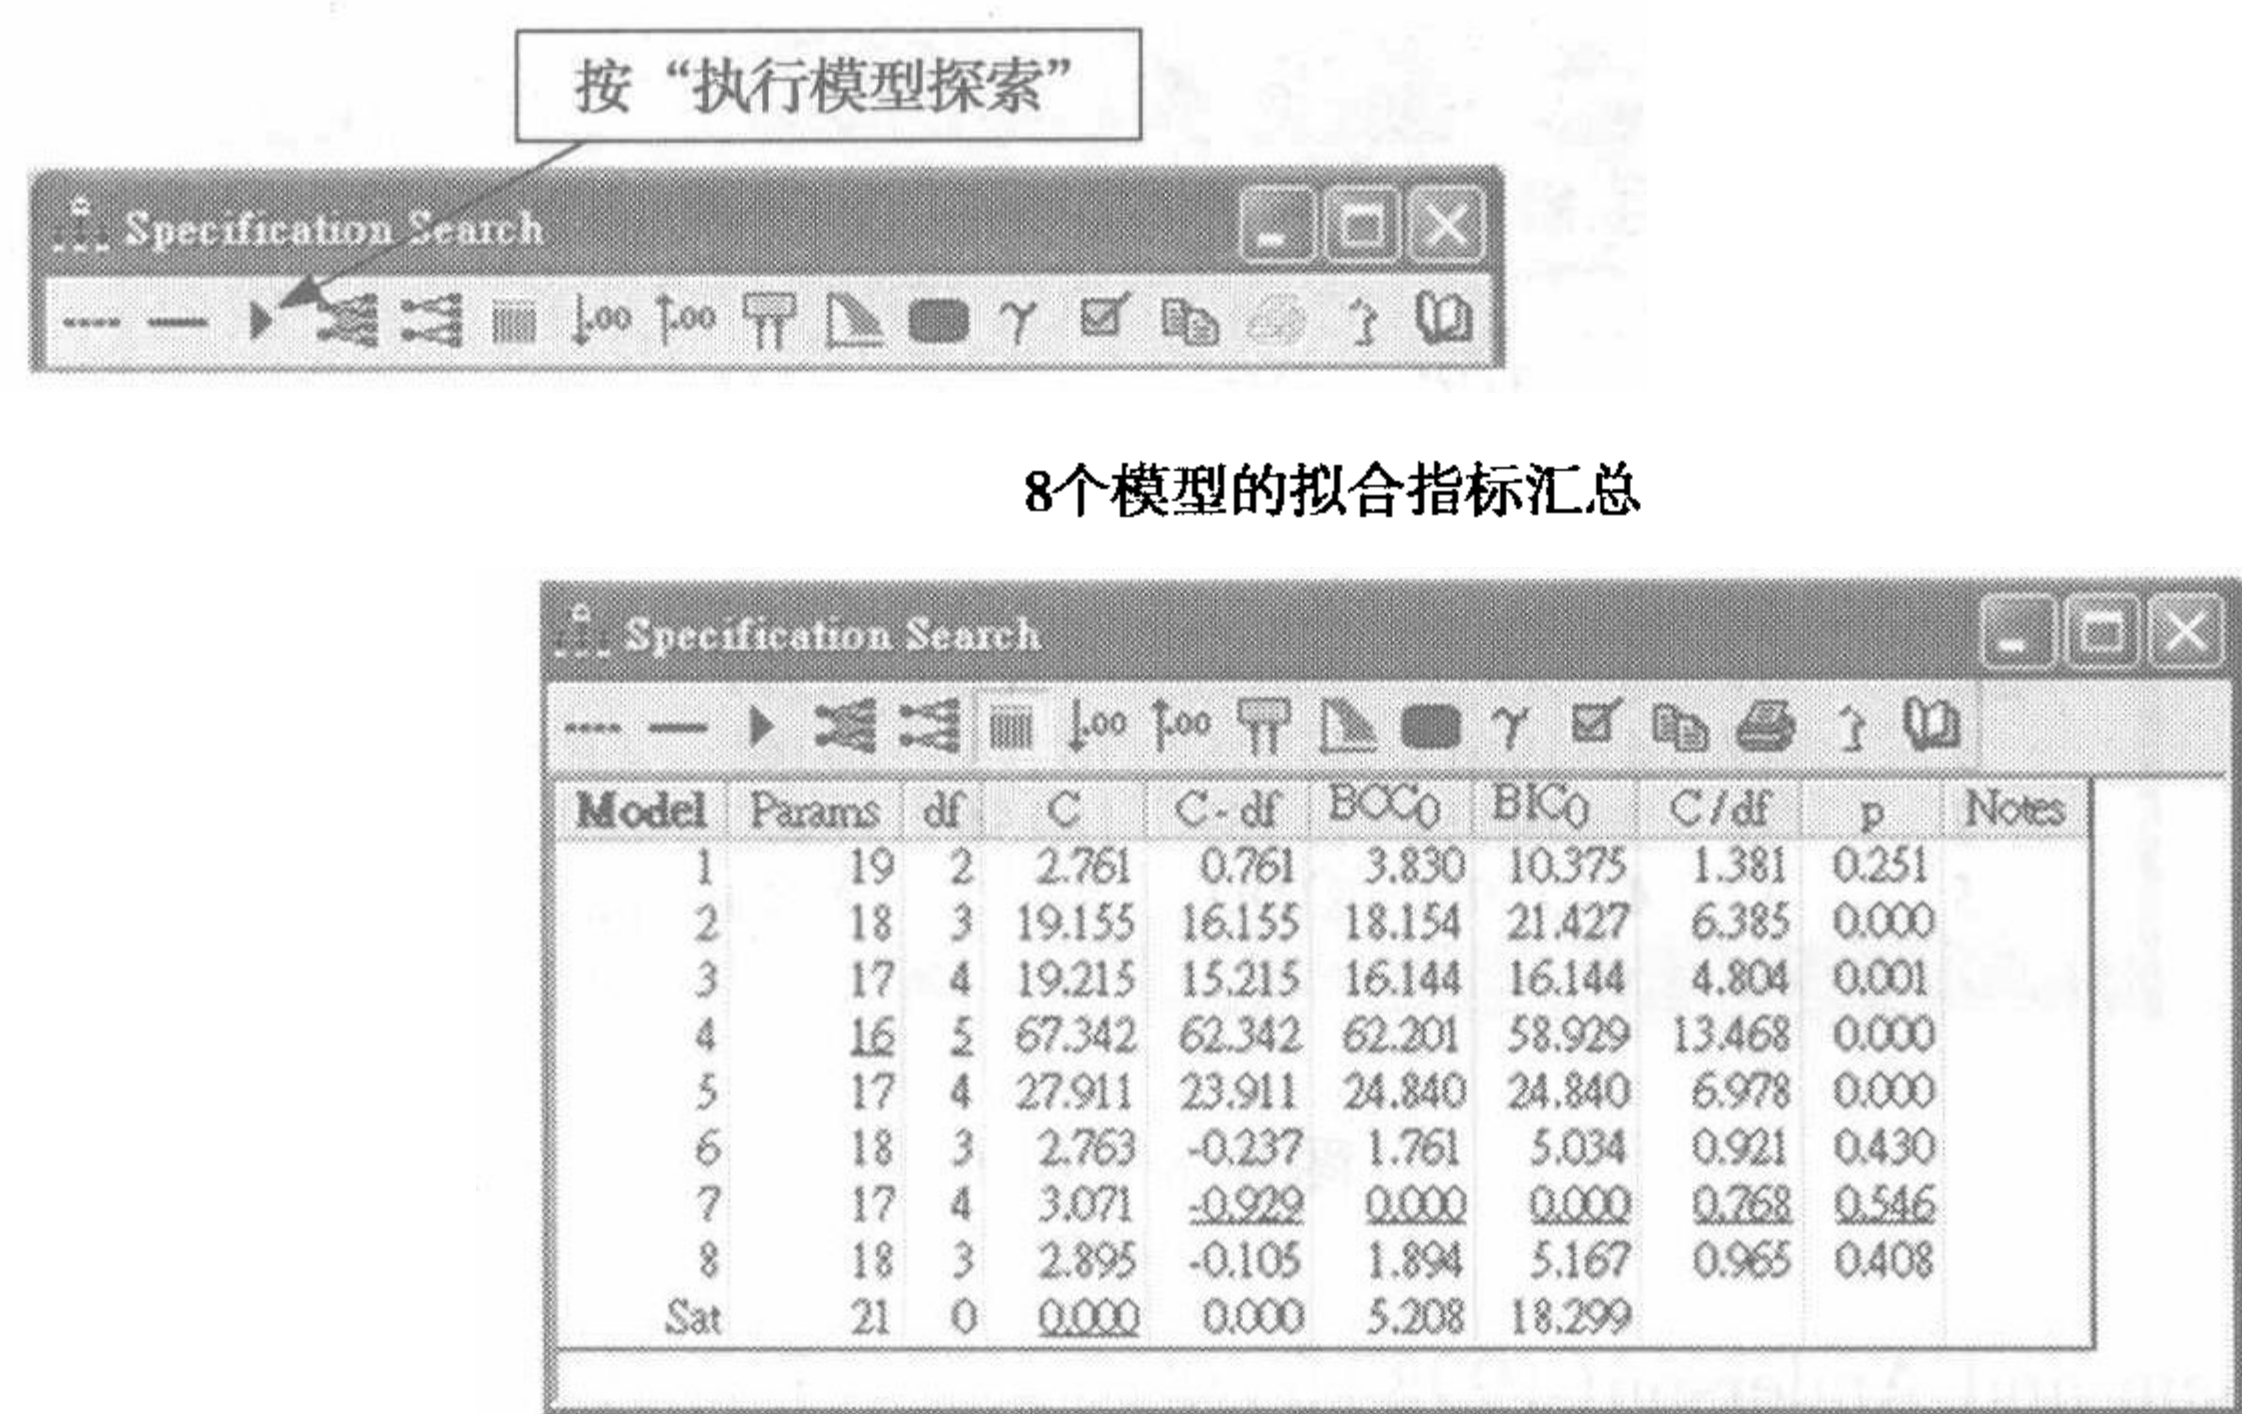 按“执行模型探索”
Specification Search
.00 .00
8个模型的拟合指标汇总
Specification Search
.00 .00
Model Params df C C - df BCC0 BIC0 C / df p Notes
1 19 2 2.761 0.761 3.830 10.375 1.381 0.251
2 18 3 19.155 16.155 18.154 21.427 6.385 0.000
3 17 4 19.215 15.215 16.144 16.144 4.804 0.001
4 16 5 67.342 62.342 62.201 58.929 13.468 0.000
5 17 4 27.911 23.911 24.840 24.840 6.978 0.000
6 18 3 2.763 -0.237 1.761 5.034 0.921 0.430
7 17 4 3.071 -0.929 0.000 0.000 0.768 0.546
8 18 3 2.895 -0.105 1.894 5.167 0.965 0.408
Sat 21 0 0.000 0.000 5.208 18.299